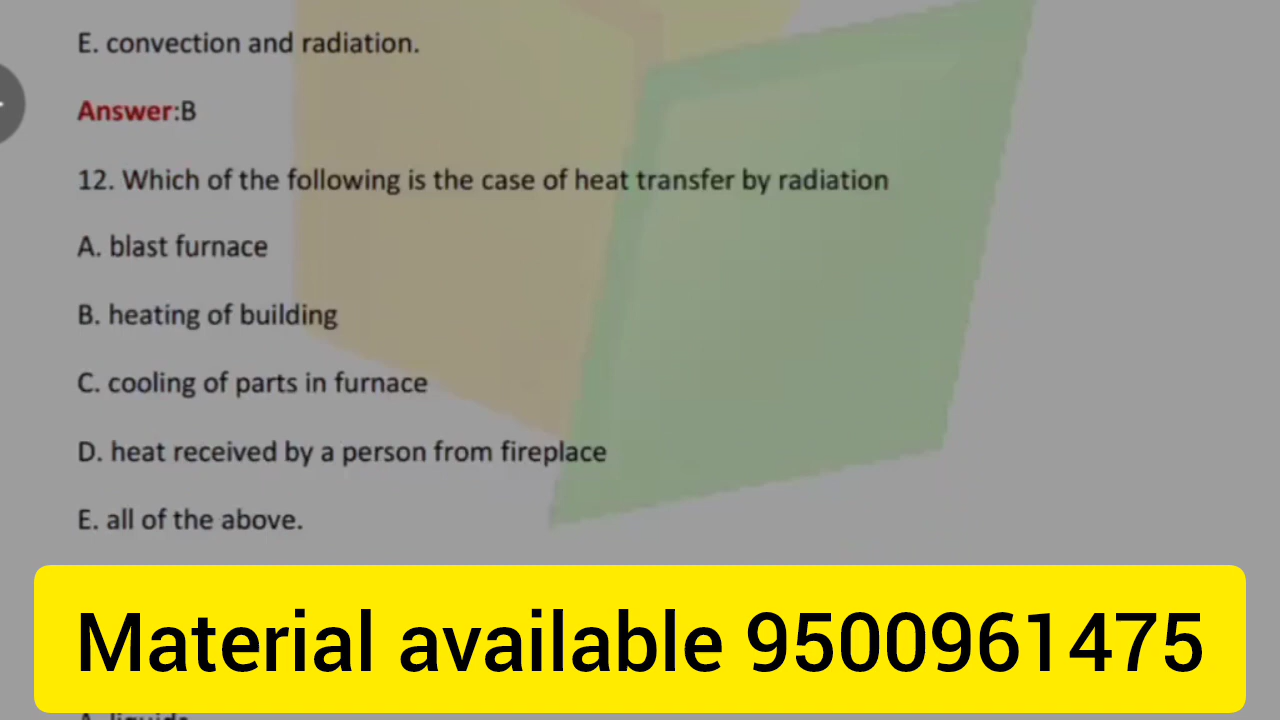 E. convection and radiation.
Answer:B
12. Which of the following is the case of heat transfer by radiation
A. blast furnace
B. heating of building
C. cooling of parts in furnace
D. heat received by a person from fireplace
E. all of the above.
Material available 9500961475